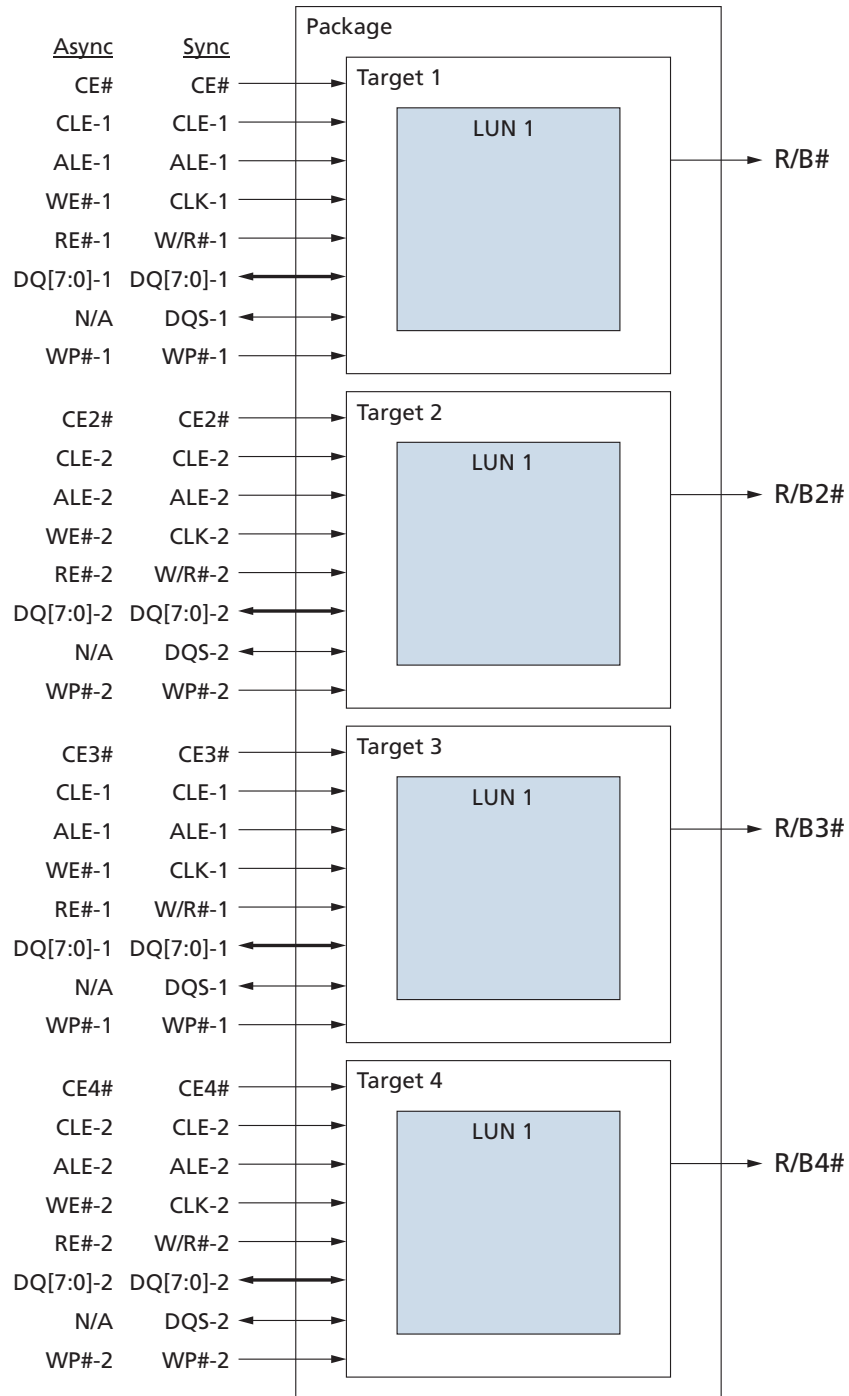 Package
Async Sync
CE# CE# Target 1
CLE-1 CLE-1 LUN 1
ALE-1 ALE-1 R/B#
WE#-1 CLK-1
RE#-1 W/R#-1
DQ[7:0]-1 DQ[7:0]-1
N/A DQS-1
WP#-1 WP#-1
CE2# CE2# Target 2
CLE-2 CLE-2 LUN 1
ALE-2 ALE-2 R/B2#
WE#-2 CLK-2
RE#-2 W/R#-2
DQ[7:0]-2 DQ[7:0]-2
N/A DQS-2
WP#-2 WP#-2
CE3# CE3# Target 3
CLE-1 CLE-1 LUN 1
ALE-1 ALE-1 R/B3#
WE#-1 CLK-1
RE#-1 W/R#-1
DQ[7:0]-1 DQ[7:0]-1
N/A DQS-1
WP#-1 WP#-1
CE4# CE4# Target 4
CLE-2 CLE-2 LUN 1
ALE-2 ALE-2 R/B4#
WE#-2 CLK-2
RE#-2 W/R#-2
DQ[7:0]-2 DQ[7:0]-2
N/A DQS-2
WP#-2 WP#-2